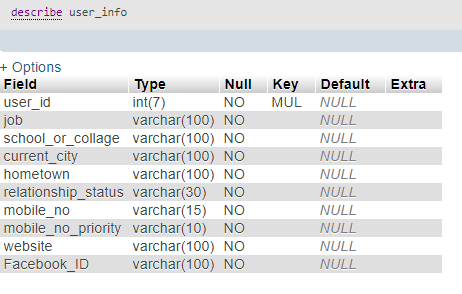 describe user_info
+ Options
Field Type Null Key Default Extra
user_id int(7) NO MUL NULL
job varchar(100) NO NULL
school_or_collage varchar(100) NO NULL
current_city varchar(100) NO NULL
hometown varchar(100) NO NULL
relationship_status varchar(30) NO NULL
mobile_no varchar(15) NO NULL
mobile_no_priority varchar(10) NO NULL
website varchar(100) NO NULL
Facebook_ID varchar(100) NO NULL